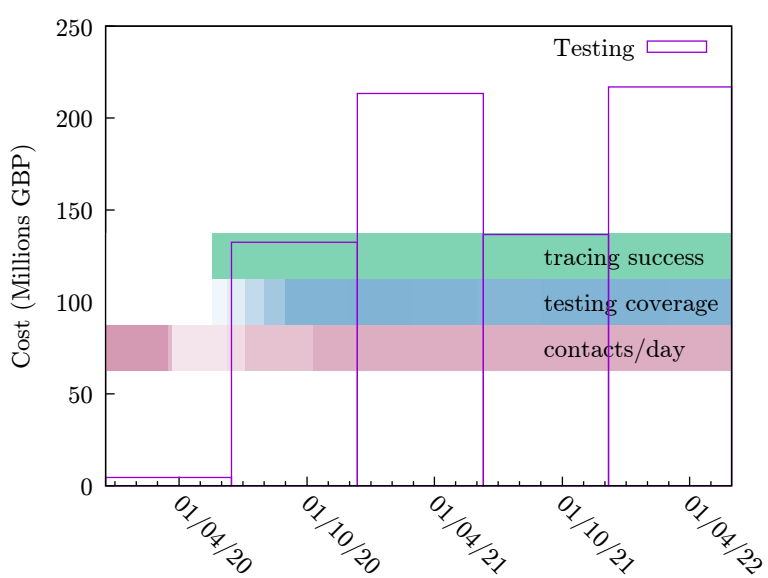 250
200
150
100
50
0
Cost (Millions GBP)
Testing
tracing success
testing coverage
contacts/day
01/04/20
01/10/20
01/04/21
01/10/21
01/04/22